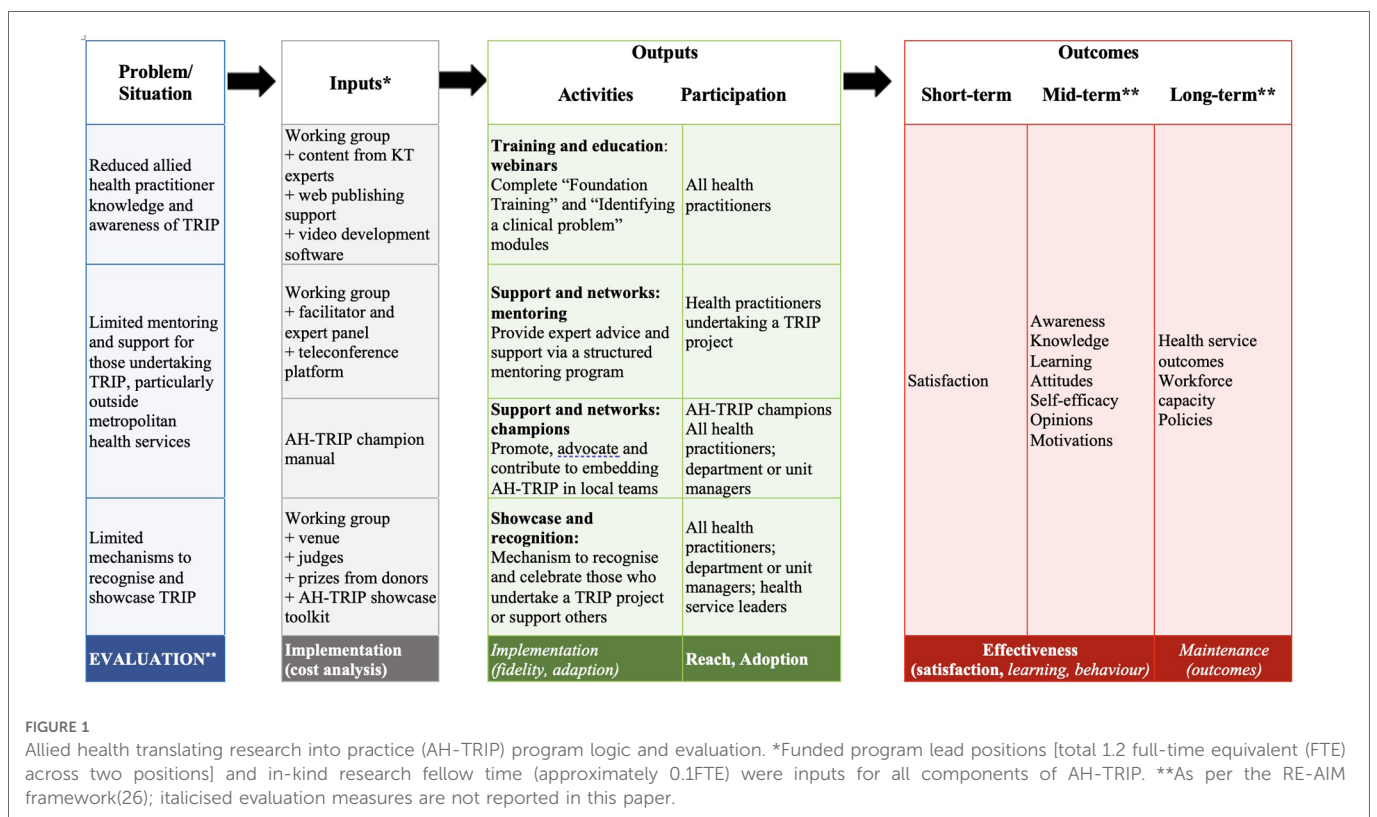 Problem/
Situation
Inputs*
Outputs
Activities
Participation
Outcomes
Short-term
Mid-term**
Long-term**
Reduced allied
health practitioner
knowledge and
awareness of TRIP
Working group
+ content from KT
experts
+ web publishing
support
+ video development
software
Training and education:
webinars
Complete “Foundation
Training” and “Identifying
a clinical problem”
modules
All health
practitioners
Limited mentoring
and support for
those undertaking
TRIP, particularly
outside
metropolitan
health services
Working group
+ facilitator and
expert panel
+ teleconference
platform
Support and networks:
mentoring
Provide expert advice and
support via a structured
mentoring program
Health practitioners
undertaking a TRIP
project
AH-TRIP champion
manual
Support and networks:
champions
Promote, advocate and
contribute to embedding
AH-TRIP in local teams
AH-TRIP champions
All health
practitioners;
department or unit
managers
Limited
mechanisms to
recognise and
showcase TRIP
Working group
+ venue
+ judges
+ prizes from donors
+ AH-TRIP showcase
toolkit
Showcase and
recognition:
Mechanism to recognise
and celebrate those who
undertake a TRIP project
or support others
All health
practitioners;
department or unit
managers; health
service leaders
Satisfaction
Awareness
Knowledge
Learning
Attitudes
Self-efficacy
Opinions
Motivations
Health service
outcomes
Workforce
capacity
Policies
EVALUATION**
Implementation
(cost analysis)
Implementation
(fidelity, adaption)
Reach, Adoption
Effectiveness
(satisfaction, learning, behaviour)
Maintenance
(outcomes)
FIGURE 1
Allied health translating research into practice (AH-TRIP) program logic and evaluation. *Funded program lead positions [total 1.2 full-time equivalent (FTE)
across two positions] and in-kind research fellow time (approximately 0.1FTE) were inputs for all components of AH-TRIP. **As per the RE-AIM
framework(26); italicised evaluation measures are not reported in this paper.